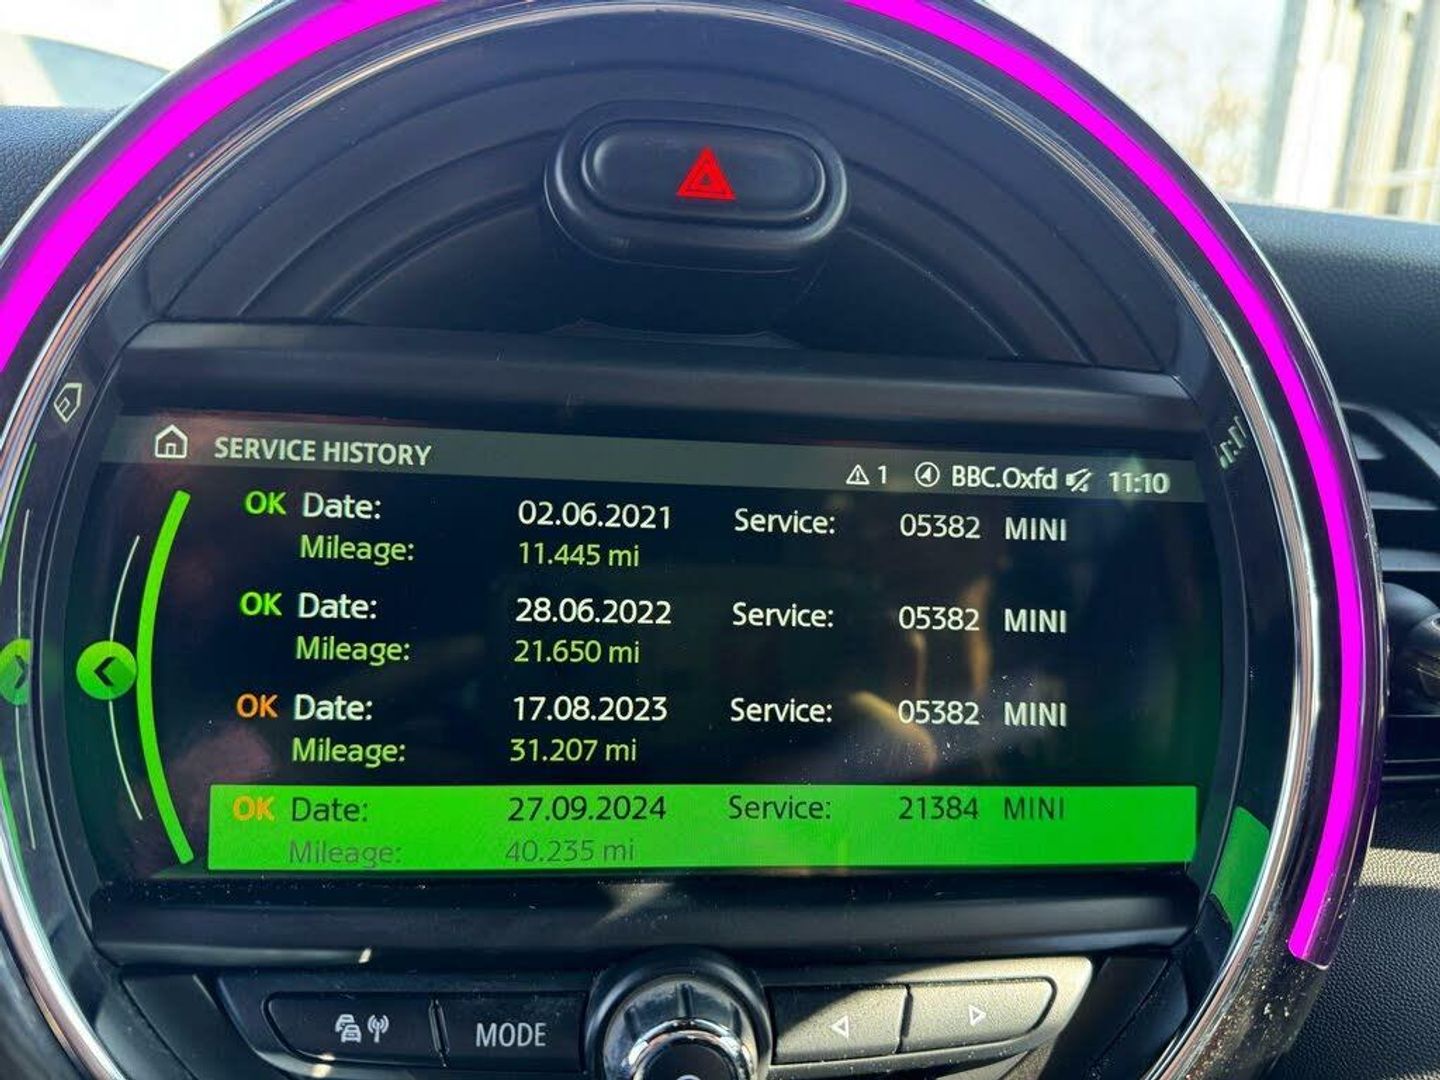 SERVICE HISTORY 1 BBC.Oxfd 11:10
OK Date: 02.06.2021 Service: 05382 MINI
Mileage: 11.445 mi
OK Date: 28.06.2022 Service: 05382 MINI
Mileage: 21.650 mi
OK Date: 17.08.2023 Service: 05382 MINI
Mileage: 31.207 mi
OK Date: 27.09.2024 Service: 21384 MINI
Mileage: 40.235 mi
MODE